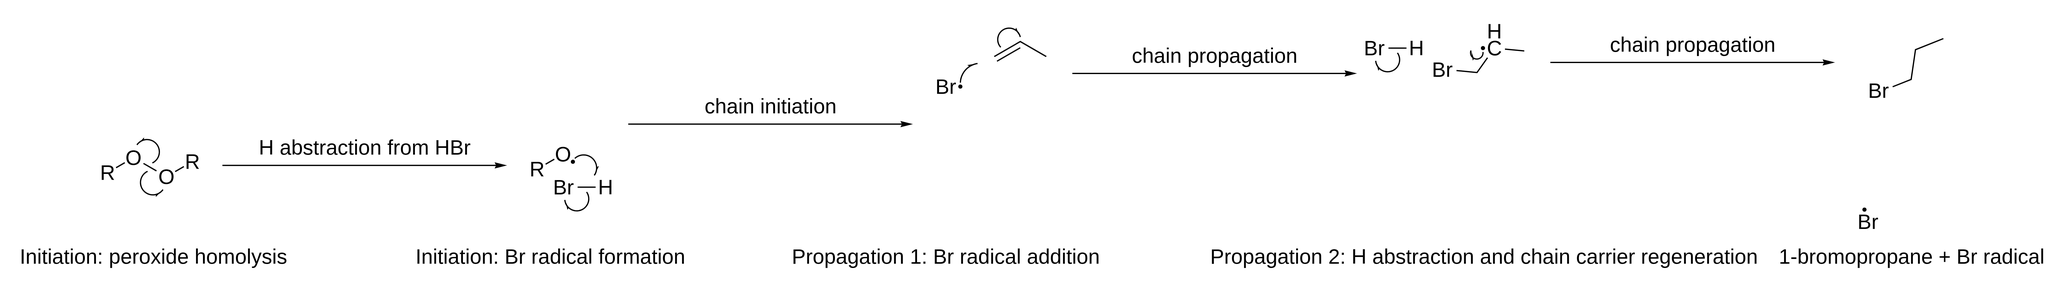 R O O R
H abstraction from HBr
R O
Br H
chain initiation
Br
chain propagation
Br H
H
C
Br
chain propagation
Br
Br
Initiation: peroxide homolysis
Initiation: Br radical formation
Propagation 1: Br radical addition
Propagation 2: H abstraction and chain carrier regeneration
1-bromopropane + Br radical